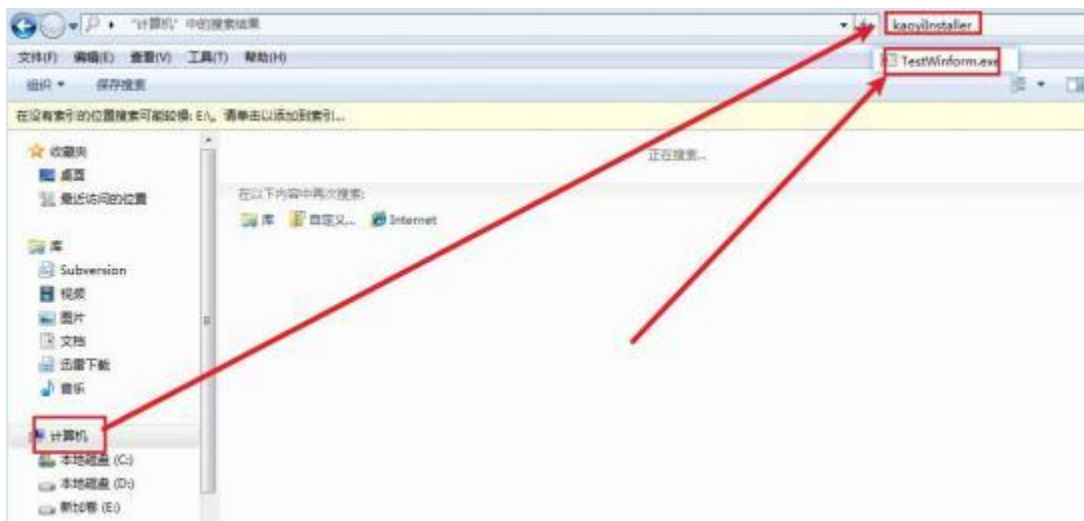 "计算机" 中的搜索结果
kaoyiInstaller
文件(F) 编辑(E) 查看(V) 工具(T) 帮助(H)
TestWinform.exe
组织 保存搜索
在没有索引的位置搜索可能较慢: E:\。请单击以添加到索引...
收藏夹
正在搜索...
桌面
最近访问的位置
在以下内容中再次搜索:
库 自定义... Internet
库
Subversion
视频
图片
文档
迅雷下载
音乐
计算机
本地磁盘 (C:)
本地磁盘 (D:)
新加卷 (E:)